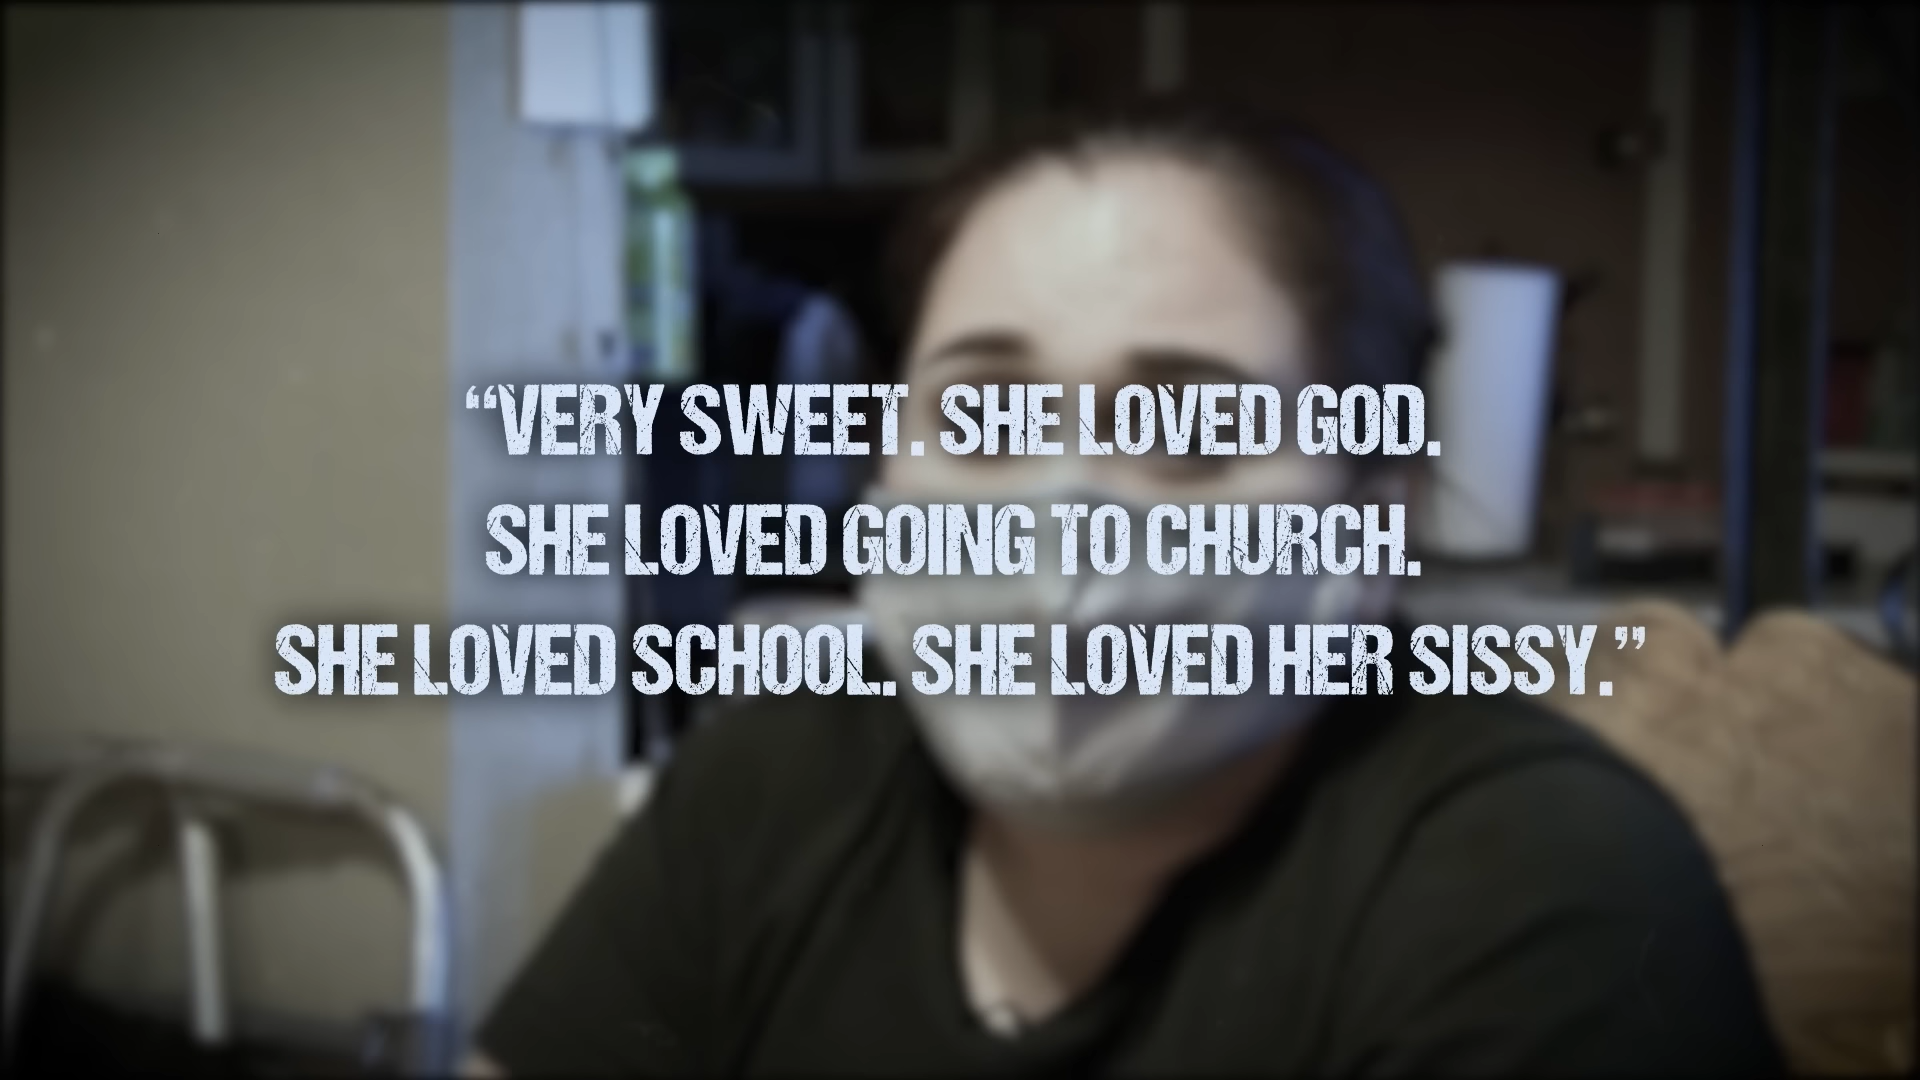 “VERY SWEET. SHE LOVED GOD.
SHE LOVED GOING TO CHURCH.
SHE LOVED SCHOOL. SHE LOVED HER SISSY.”